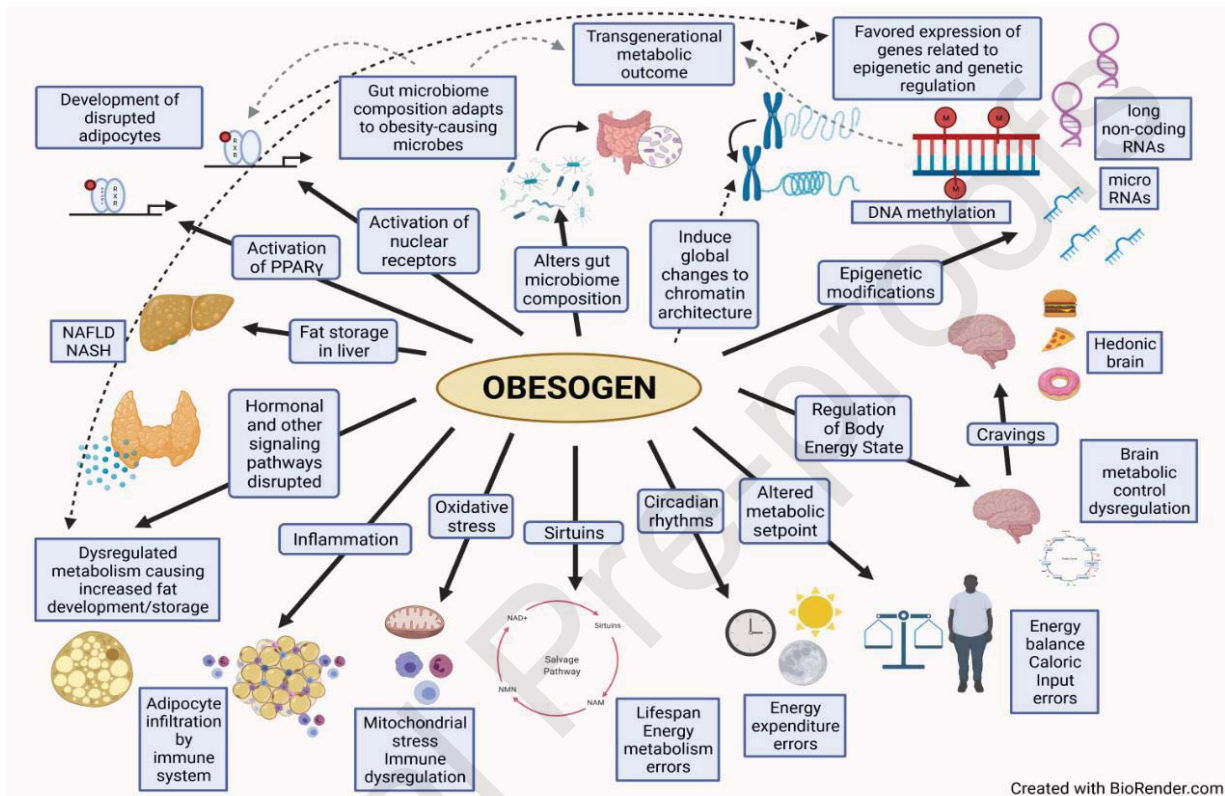 Transgenerational
metabolic
outcome
Favored expression of
genes related to
epigenetic and genetic
regulation
Development of
disrupted
adipocytes
Gut microbiome
composition adapts
to obesity-causing
microbes
long
non-coding
RNAs
micro
RNAs
M
M
M
DNA methylation
R
X
R
R
X
R
Activation
of PPARγ
Activation of
nuclear
receptors
Alters gut
microbiome
composition
Induce
global
changes to
chromatin
architecture
Epigenetic
modifications
NAFLD
NASH
Fat storage
in liver
Hedonic
brain
OBESOGEN
Hormonal
and other
signaling
pathways
disrupted
Regulation
of Body
Energy State
Cravings
Brain
metabolic
control
dysregulation
Inflammation
Oxidative
stress
Sirtuins
Circadian
rhythms
Altered
metabolic
setpoint
Dysregulated
metabolism causing
increased fat
development/storage
NAD+
Sirtuins
Salvage
Pathway
NMN
NAM
Energy
balance
Caloric
Input
errors
Adipocyte
infiltration
by
immune
system
Mitochondrial
stress
Immune
dysregulation
Lifespan
Energy
metabolism
errors
Energy
expenditure
errors
Journal Pre-proofs
Created with BioRender.com